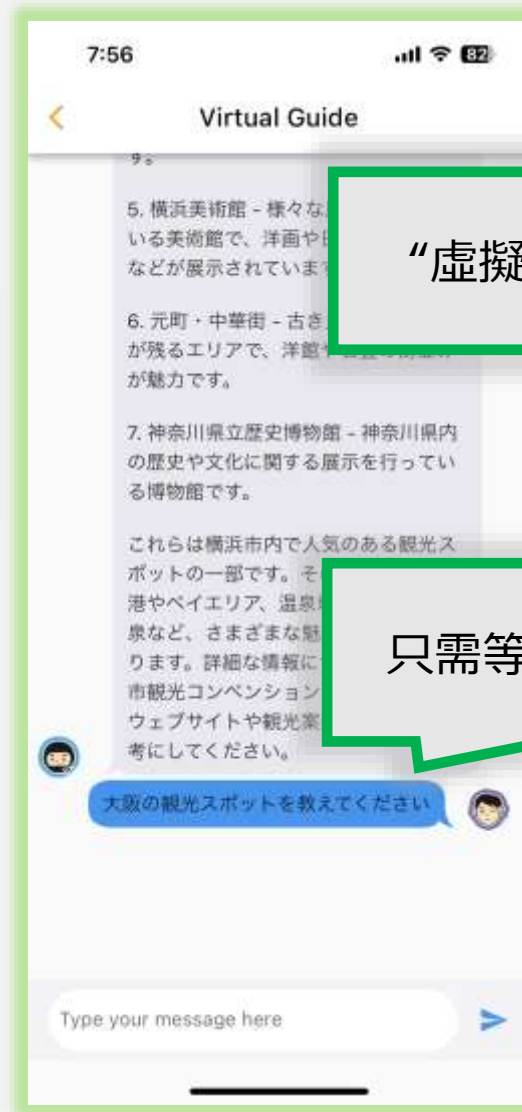 7:56
82
Virtual Guide
9。
5. 横浜美術館 – 様々な
いる美術館で、洋画や
などが展示されていま
“虛擬
6. 元町・中華街 – 古き
が残るエリアで、洋館
が魅力です。
7. 神奈川県立歴史博物館 – 神奈川県内
の歴史や文化に関する展示を行ってい
る博物館です。
これらは横浜市内で人気のある観光ス
ポットの一部です。そ
港やベイエリア、温泉
泉など、さまざまな魅
ります。詳細な情報に
市観光コンベンション
ウェブサイトや観光案
考にしてください。
只需等
大阪の観光スポットを教えてください
Type your message here